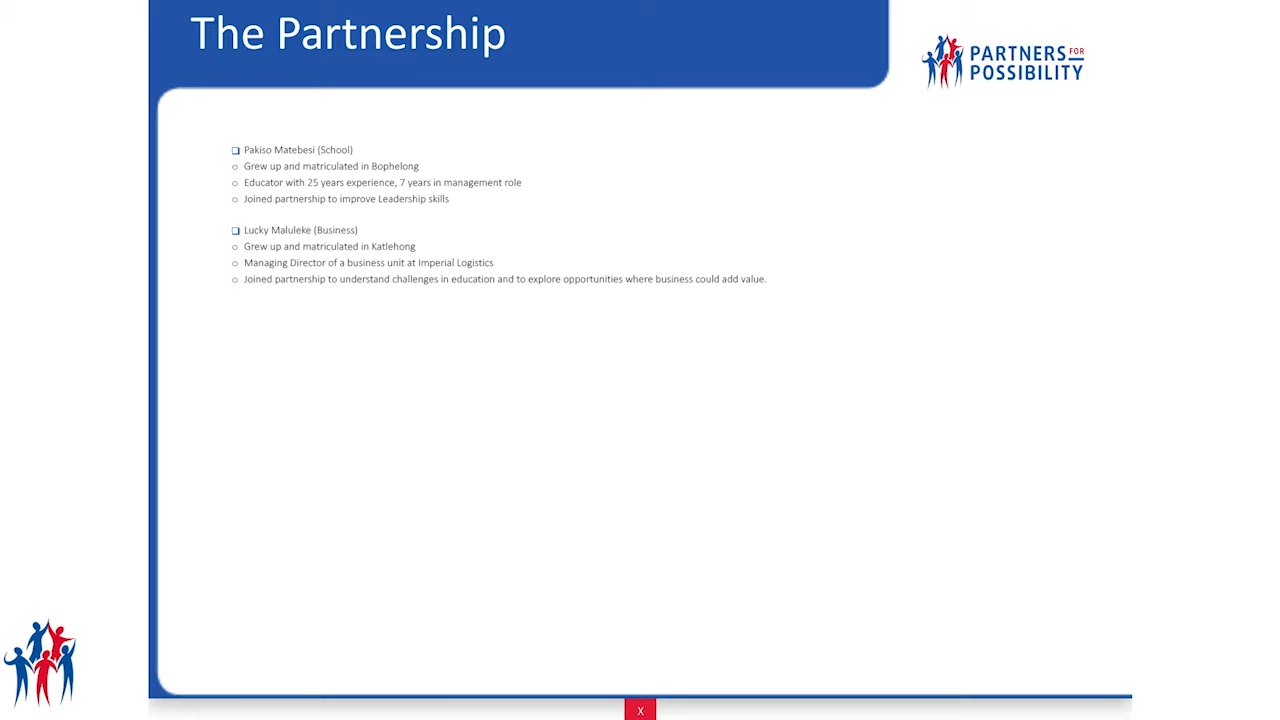 The Partnership
PARTNERS FOR
POSSIBILITY
❑ Pakiso Matebesi (School)
o Grew up and matriculated in Bophelong
o Educator with 25 years experience, 7 years in management role
o Joined partnership to improve Leadership skills
❑ Lucky Maluleke (Business)
o Grew up and matriculated in Katlehong
o Managing Director of a business unit at Imperial Logistics
o Joined partnership to understand challenges in education and to explore opportunities where business could add value.
X